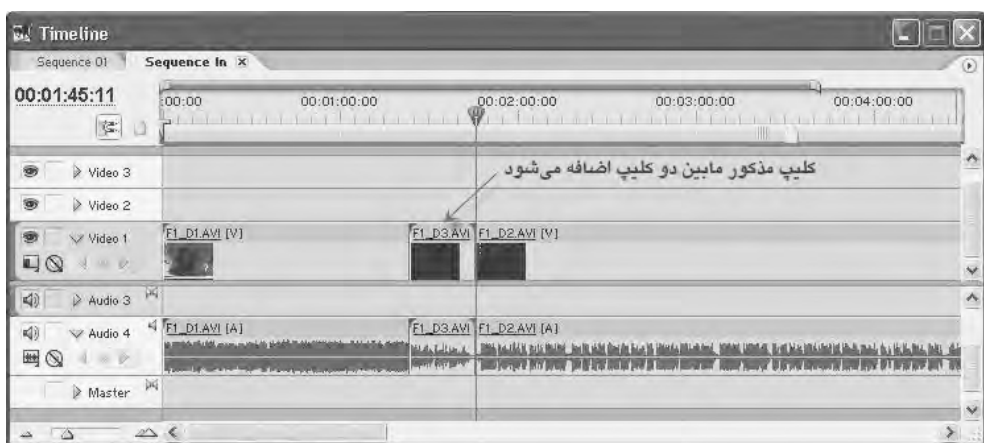 Timeline
Sequence 01 Sequence In ×
00:01:45:11
:00:00 00:01:00:00 00:02:00:00 00:03:00:00 00:04:00:00
Video 3
کلیپ مذکور مابین دو کلیپ اضافه می‌شود
Video 2
Video 1
F1_D1.AVI [V] F1_D3.AVI F1_D2.AVI [V]
Audio 3
Audio 4
F1_D1.AVI [A] F1_D3.AVI F1_D2.AVI [A]
Master